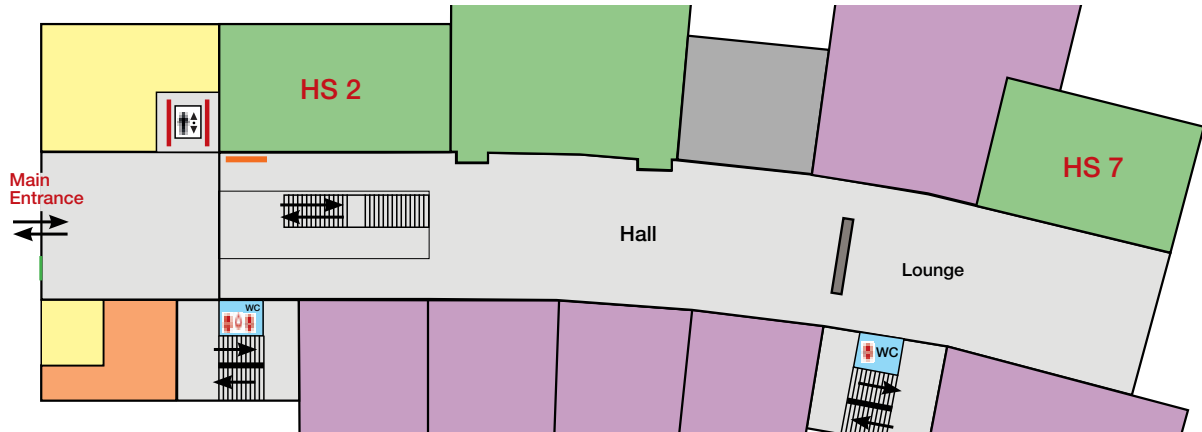 HS 2
Main
Entrance
HS 7
Hall
Lounge
WC
WC